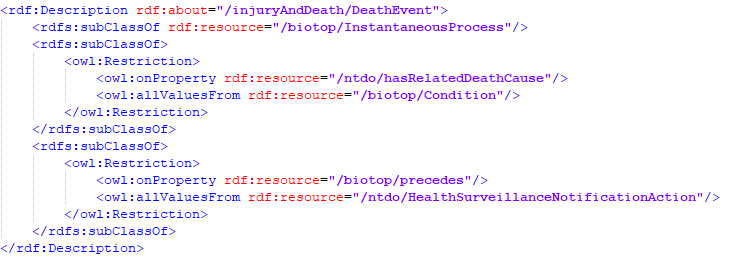 <rdf:Description rdf:about="/injuryAndDeath/DeathEvent">
<rdfs:subClassOf rdf:resource="/biotop/InstantaneousProcess"/>
<rdfs:subClassOf>
<owl:Restriction>
<owl:onProperty rdf:resource="/ntdo/hasRelatedDeathCause"/>
<owl:allValuesFrom rdf:resource="/biotop/Condition"/>
</owl:Restriction>
</rdfs:subClassOf>
<rdfs:subClassOf>
<owl:Restriction>
<owl:onProperty rdf:resource="/biotop/precedes"/>
<owl:allValuesFrom rdf:resource="/ntdo/HealthSurveillanceNotificationAction"/>
</owl:Restriction>
</rdfs:subClassOf>
</rdf:Description>